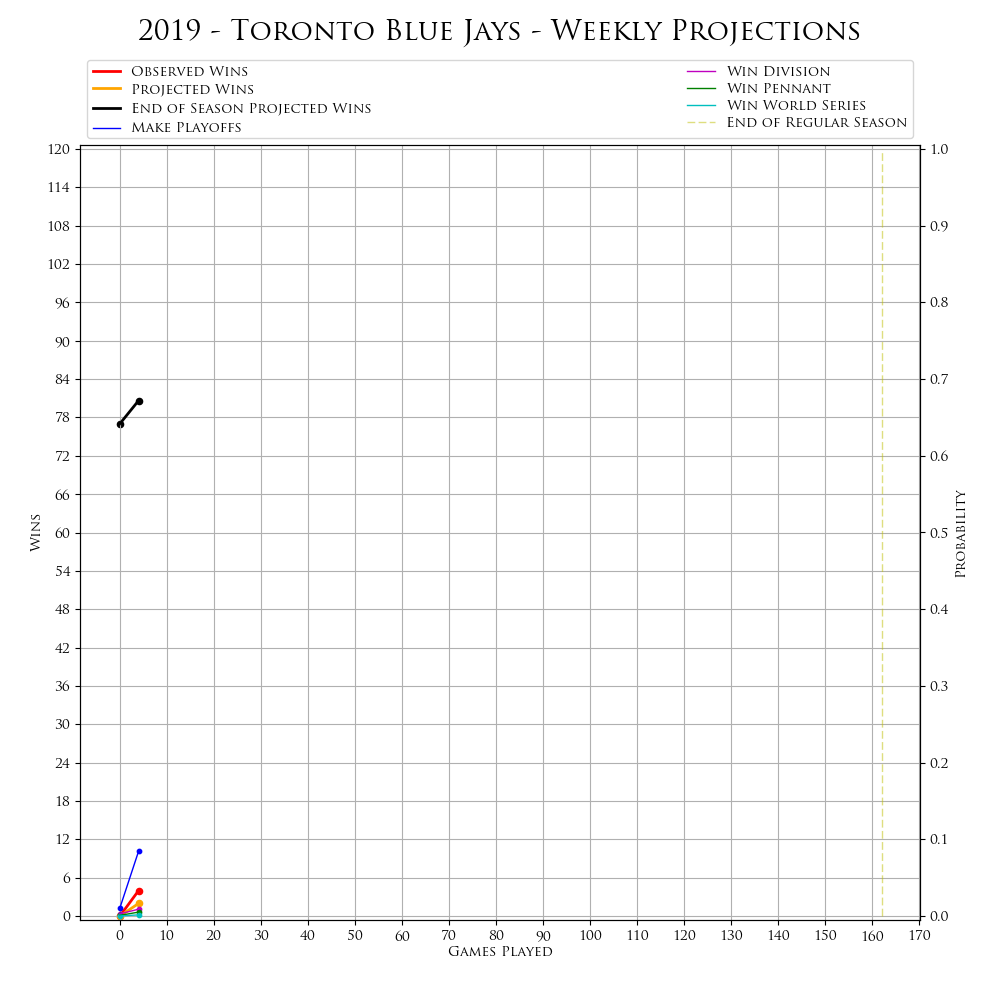 2019 - Toronto Blue Jays - Weekly Projections
Observed Wins
Projected Wins
End of Season Projected Wins
Make Playoffs
Win Division
Win Pennant
Win World Series
End of Regular Season
120
114
108
102
96
90
84
78
72
66
60
54
48
42
36
30
24
18
12
6
0
Wins
1.0
0.9
0.8
0.7
0.6
0.5
0.4
0.3
0.2
0.1
0.0
Probability
0 10 20 30 40 50 60 70 80 90 100 110 120 130 140 150 160 170
Games Played